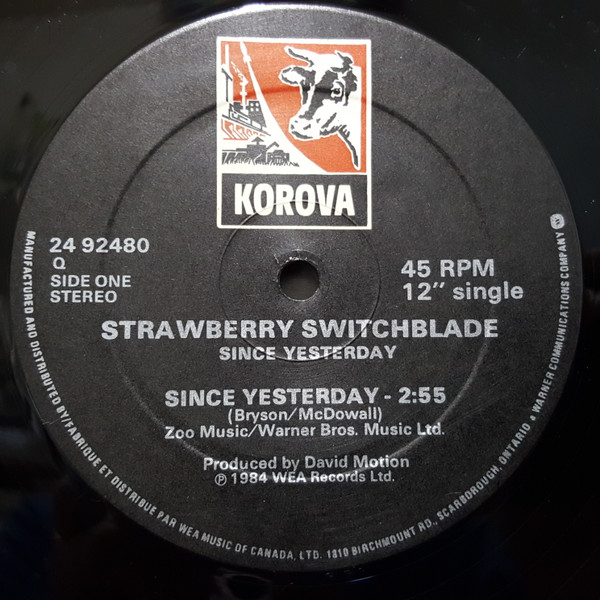 KOROVA
24 92480
Q
SIDE ONE
STEREO
45 RPM
12" single
STRAWBERRY SWITCHBLADE
SINCE YESTERDAY
SINCE YESTERDAY - 2:55
(Bryson/McDowall)
Zoo Music/Warner Bros. Music Ltd.
Produced by David Motion
℗ 1984 WEA Records Ltd.
MANUFACTURED AND DISTRIBUTED BY/FABRIQUE ET DISTRIBUE PAR WEA MUSIC OF CANADA, LTD. 1810 BIRCHMOUNT RD., SCARBOROUGH, ONTARIO a WARNER COMMUNICATIONS COMPANY